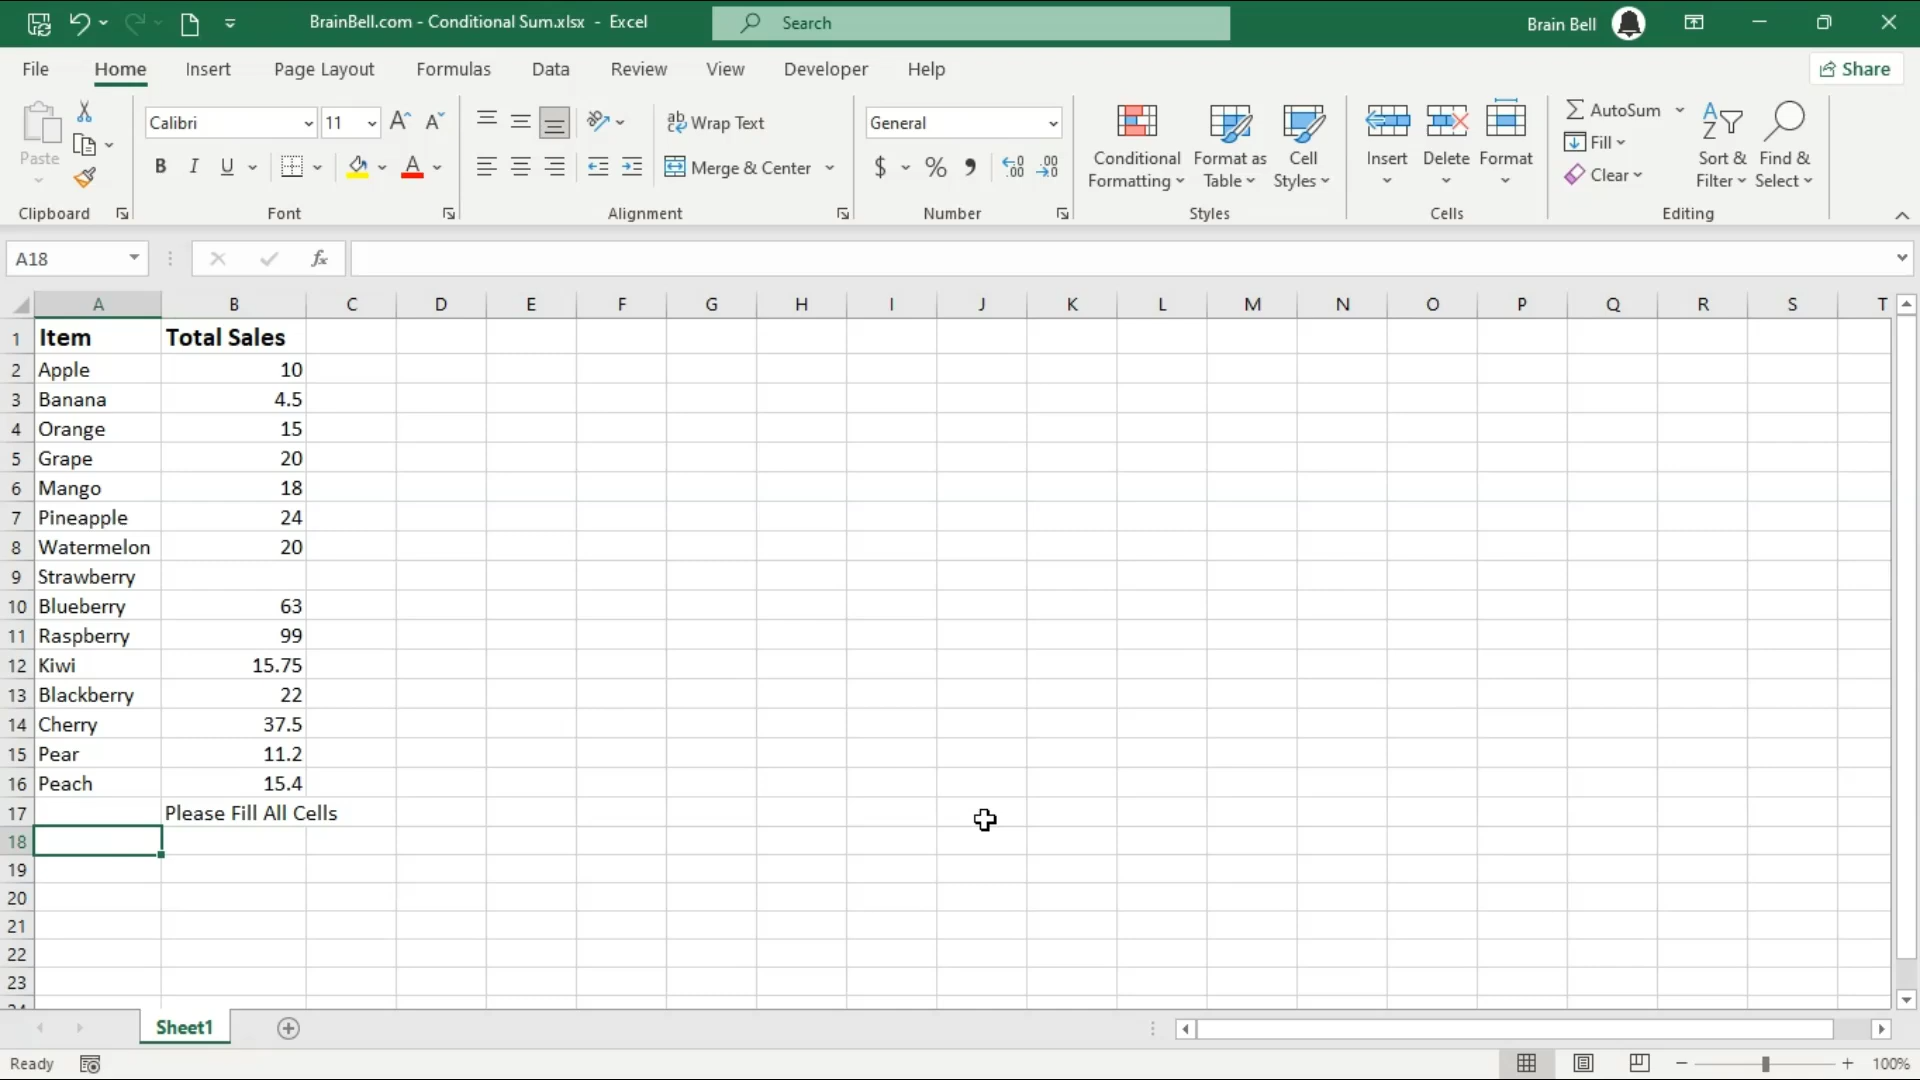 BrainBell.com - Conditional Sum.xlsx - Excel
Search
Brain Bell
File Home Insert Page Layout Formulas Data Review View Developer Help
Share
Paste
Calibri 11
Wrap Text
General
B I U
Merge & Center
$ %
Conditional Formatting
Format as Table
Cell Styles
Insert Delete Format
AutoSum
Fill
Clear
Sort & Filter
Find & Select
Clipboard Font Alignment Number Styles Cells Editing
A18 fx
A B C D E F G H I J K L M N O P Q R S T
1 Item Total Sales
2 Apple 10
3 Banana 4.5
4 Orange 15
5 Grape 20
6 Mango 18
7 Pineapple 24
8 Watermelon 20
9 Strawberry
10 Blueberry 63
11 Raspberry 99
12 Kiwi 15.75
13 Blackberry 22
14 Cherry 37.5
15 Pear 11.2
16 Peach 15.4
17 Please Fill All Cells
18
19
20
21
22
23
Sheet1
Ready
100%